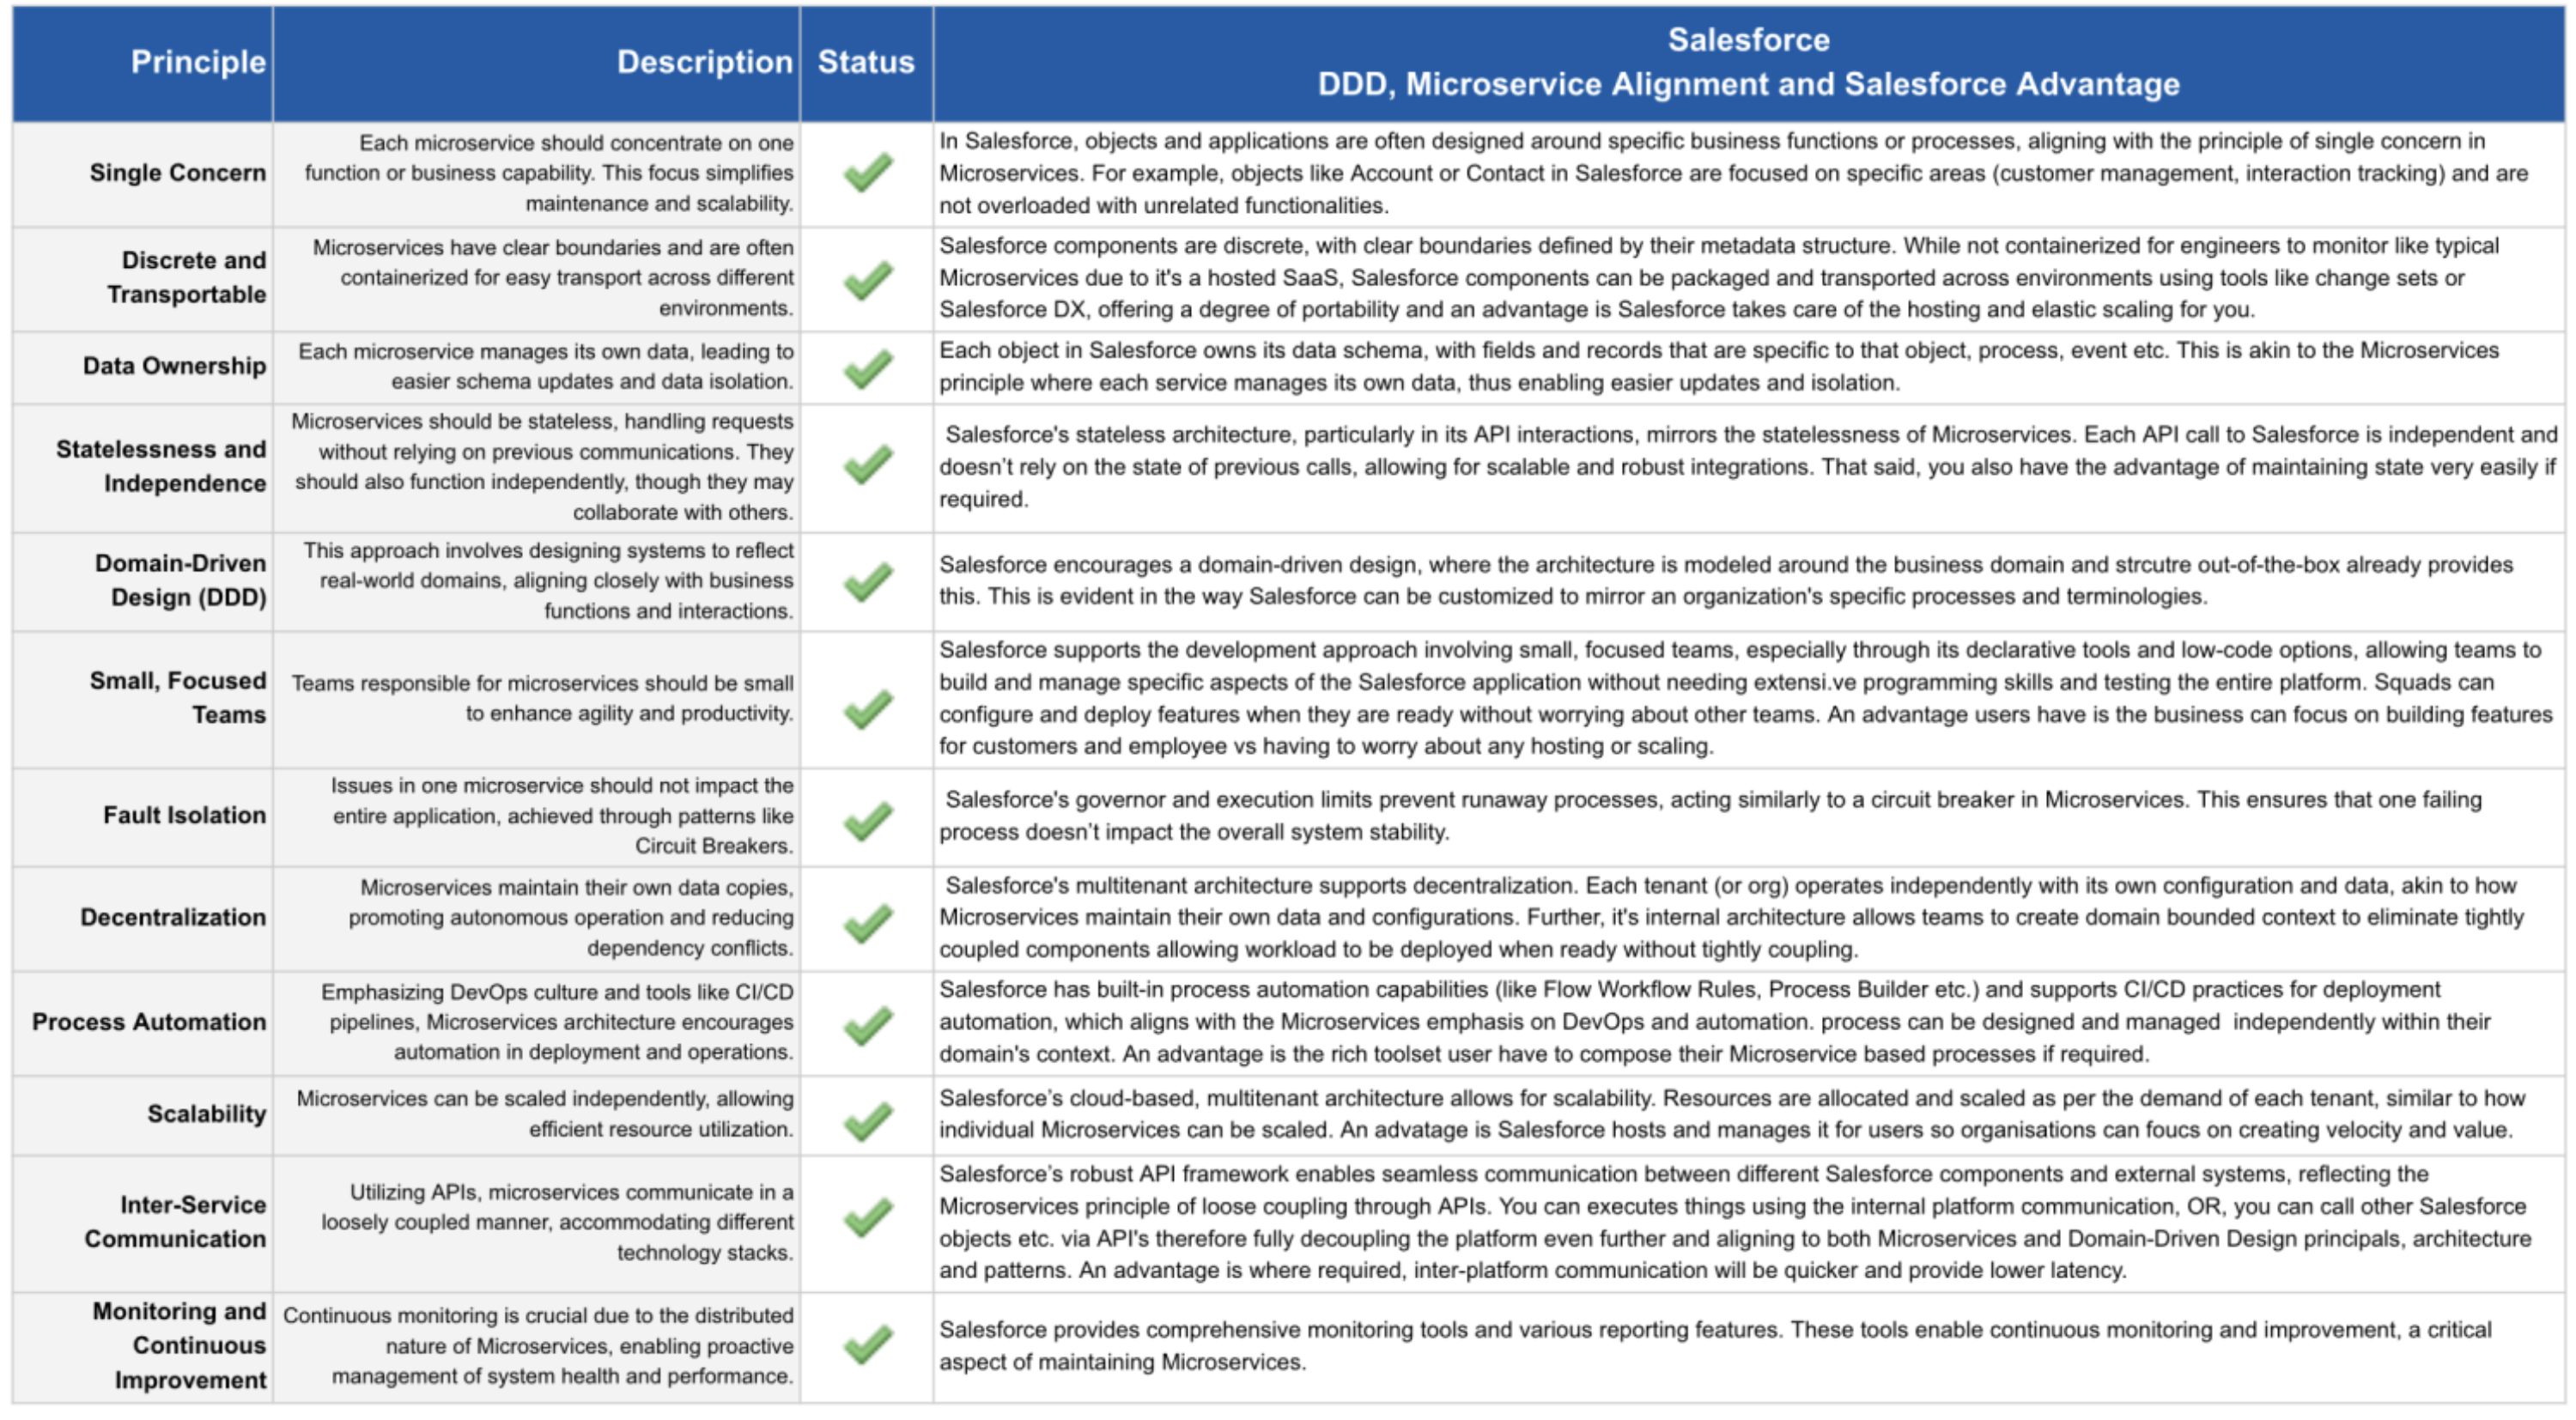 Principle
Description
Status
Salesforce
DDD, Microservice Alignment and Salesforce Advantage
Single Concern
Each microservice should concentrate on one
function or business capability. This focus simplifies
maintenance and scalability.
In Salesforce, objects and applications are often designed around specific business functions or processes, aligning with the principle of single concern in
Microservices. For example, objects like Account or Contact in Salesforce are focused on specific areas (customer management, interaction tracking) and are
not overloaded with unrelated functionalities.
Discrete and
Transportable
Microservices have clear boundaries and are often
containerized for easy transport across different
environments.
Salesforce components are discrete, with clear boundaries defined by their metadata structure. While not containerized for engineers to monitor like typical
Microservices due to it's a hosted SaaS, Salesforce components can be packaged and transported across environments using tools like change sets or
Salesforce DX, offering a degree of portability and an advantage is Salesforce takes care of the hosting and elastic scaling for you.
Data Ownership
Each microservice manages its own data, leading to
easier schema updates and data isolation.
Each object in Salesforce owns its data schema, with fields and records that are specific to that object, process, event etc. This is akin to the Microservices
principle where each service manages its own data, thus enabling easier updates and isolation.
Statelessness and
Independence
Microservices should be stateless, handling requests
without relying on previous communications. They
should also function independently, though they may
collaborate with others.
Salesforce's stateless architecture, particularly in its API interactions, mirrors the statelessness of Microservices. Each API call to Salesforce is independent and
doesn't rely on the state of previous calls, allowing for scalable and robust integrations. That said, you also have the advantage of maintaining state very easily if
required.
Domain-Driven
Design (DDD)
This approach involves designing systems to reflect
real-world domains, aligning closely with business
functions and interactions.
Salesforce encourages a domain-driven design, where the architecture is modeled around the business domain and strcutre out-of-the-box already provides
this. This is evident in the way Salesforce can be customized to mirror an organization's specific processes and terminologies.
Small, Focused
Teams
Teams responsible for microservices should be small
to enhance agility and productivity.
Salesforce supports the development approach involving small, focused teams, especially through its declarative tools and low-code options, allowing teams to
build and manage specific aspects of the Salesforce application without needing extensi.ve programming skills and testing the entire platform. Squads can
configure and deploy features when they are ready without worrying about other teams. An advantage users have is the business can focus on building features
for customers and employee vs having to worry about any hosting or scaling.
Fault Isolation
Issues in one microservice should not impact the
entire application, achieved through patterns like
Circuit Breakers.
Salesforce's governor and execution limits prevent runaway processes, acting similarly to a circuit breaker in Microservices. This ensures that one failing
process doesn't impact the overall system stability.
Decentralization
Microservices maintain their own data copies,
promoting autonomous operation and reducing
dependency conflicts.
Salesforce's multitenant architecture supports decentralization. Each tenant (or org) operates independently with its own configuration and data, akin to how
Microservices maintain their own data and configurations. Further, it's internal architecture allows teams to create domain bounded context to eliminate tightly
coupled components allowing workload to be deployed when ready without tightly coupling.
Process Automation
Emphasizing DevOps culture and tools like CI/CD
pipelines, Microservices architecture encourages
automation in deployment and operations.
Salesforce has built-in process automation capabilities (like Flow Workflow Rules, Process Builder etc.) and supports CI/CD practices for deployment
automation, which aligns with the Microservices emphasis on DevOps and automation. process can be designed and managed  independently within their
domain's context. An advantage is the rich toolset user have to compose their Microservice based processes if required.
Scalability
Microservices can be scaled independently, allowing
efficient resource utilization.
Salesforce's cloud-based, multitenant architecture allows for scalability. Resources are allocated and scaled as per the demand of each tenant, similar to how
individual Microservices can be scaled. An advatage is Salesforce hosts and manages it for users so organisations can foucs on creating velocity and value.
Inter-Service
Communication
Utilizing APIs, microservices communicate in a
loosely coupled manner, accommodating different
technology stacks.
Salesforce's robust API framework enables seamless communication between different Salesforce components and external systems, reflecting the
Microservices principle of loose coupling through APIs. You can executes things using the internal platform communication, OR, you can call other Salesforce
objects etc. via API's therefore fully decoupling the platform even further and aligning to both Microservices and Domain-Driven Design principals, architecture
and patterns. An advantage is where required, inter-platform communication will be quicker and provide lower latency.
Monitoring and
Continuous
Improvement
Continuous monitoring is crucial due to the distributed
nature of Microservices, enabling proactive
management of system health and performance.
Salesforce provides comprehensive monitoring tools and various reporting features. These tools enable continuous monitoring and improvement, a critical
aspect of maintaining Microservices.